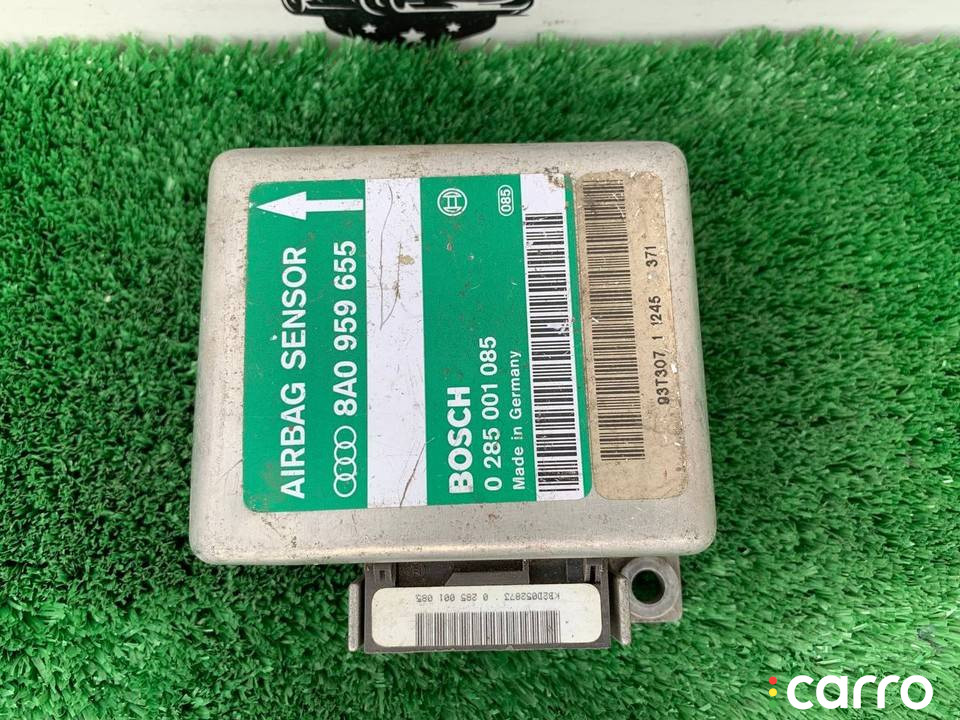 AIRBAG SENSOR
8A0 959 655
BOSCH
0 285 001 085
Made in Germany
085
93T307 1 1245 371
KB2D052873 0 285 001 085
carro